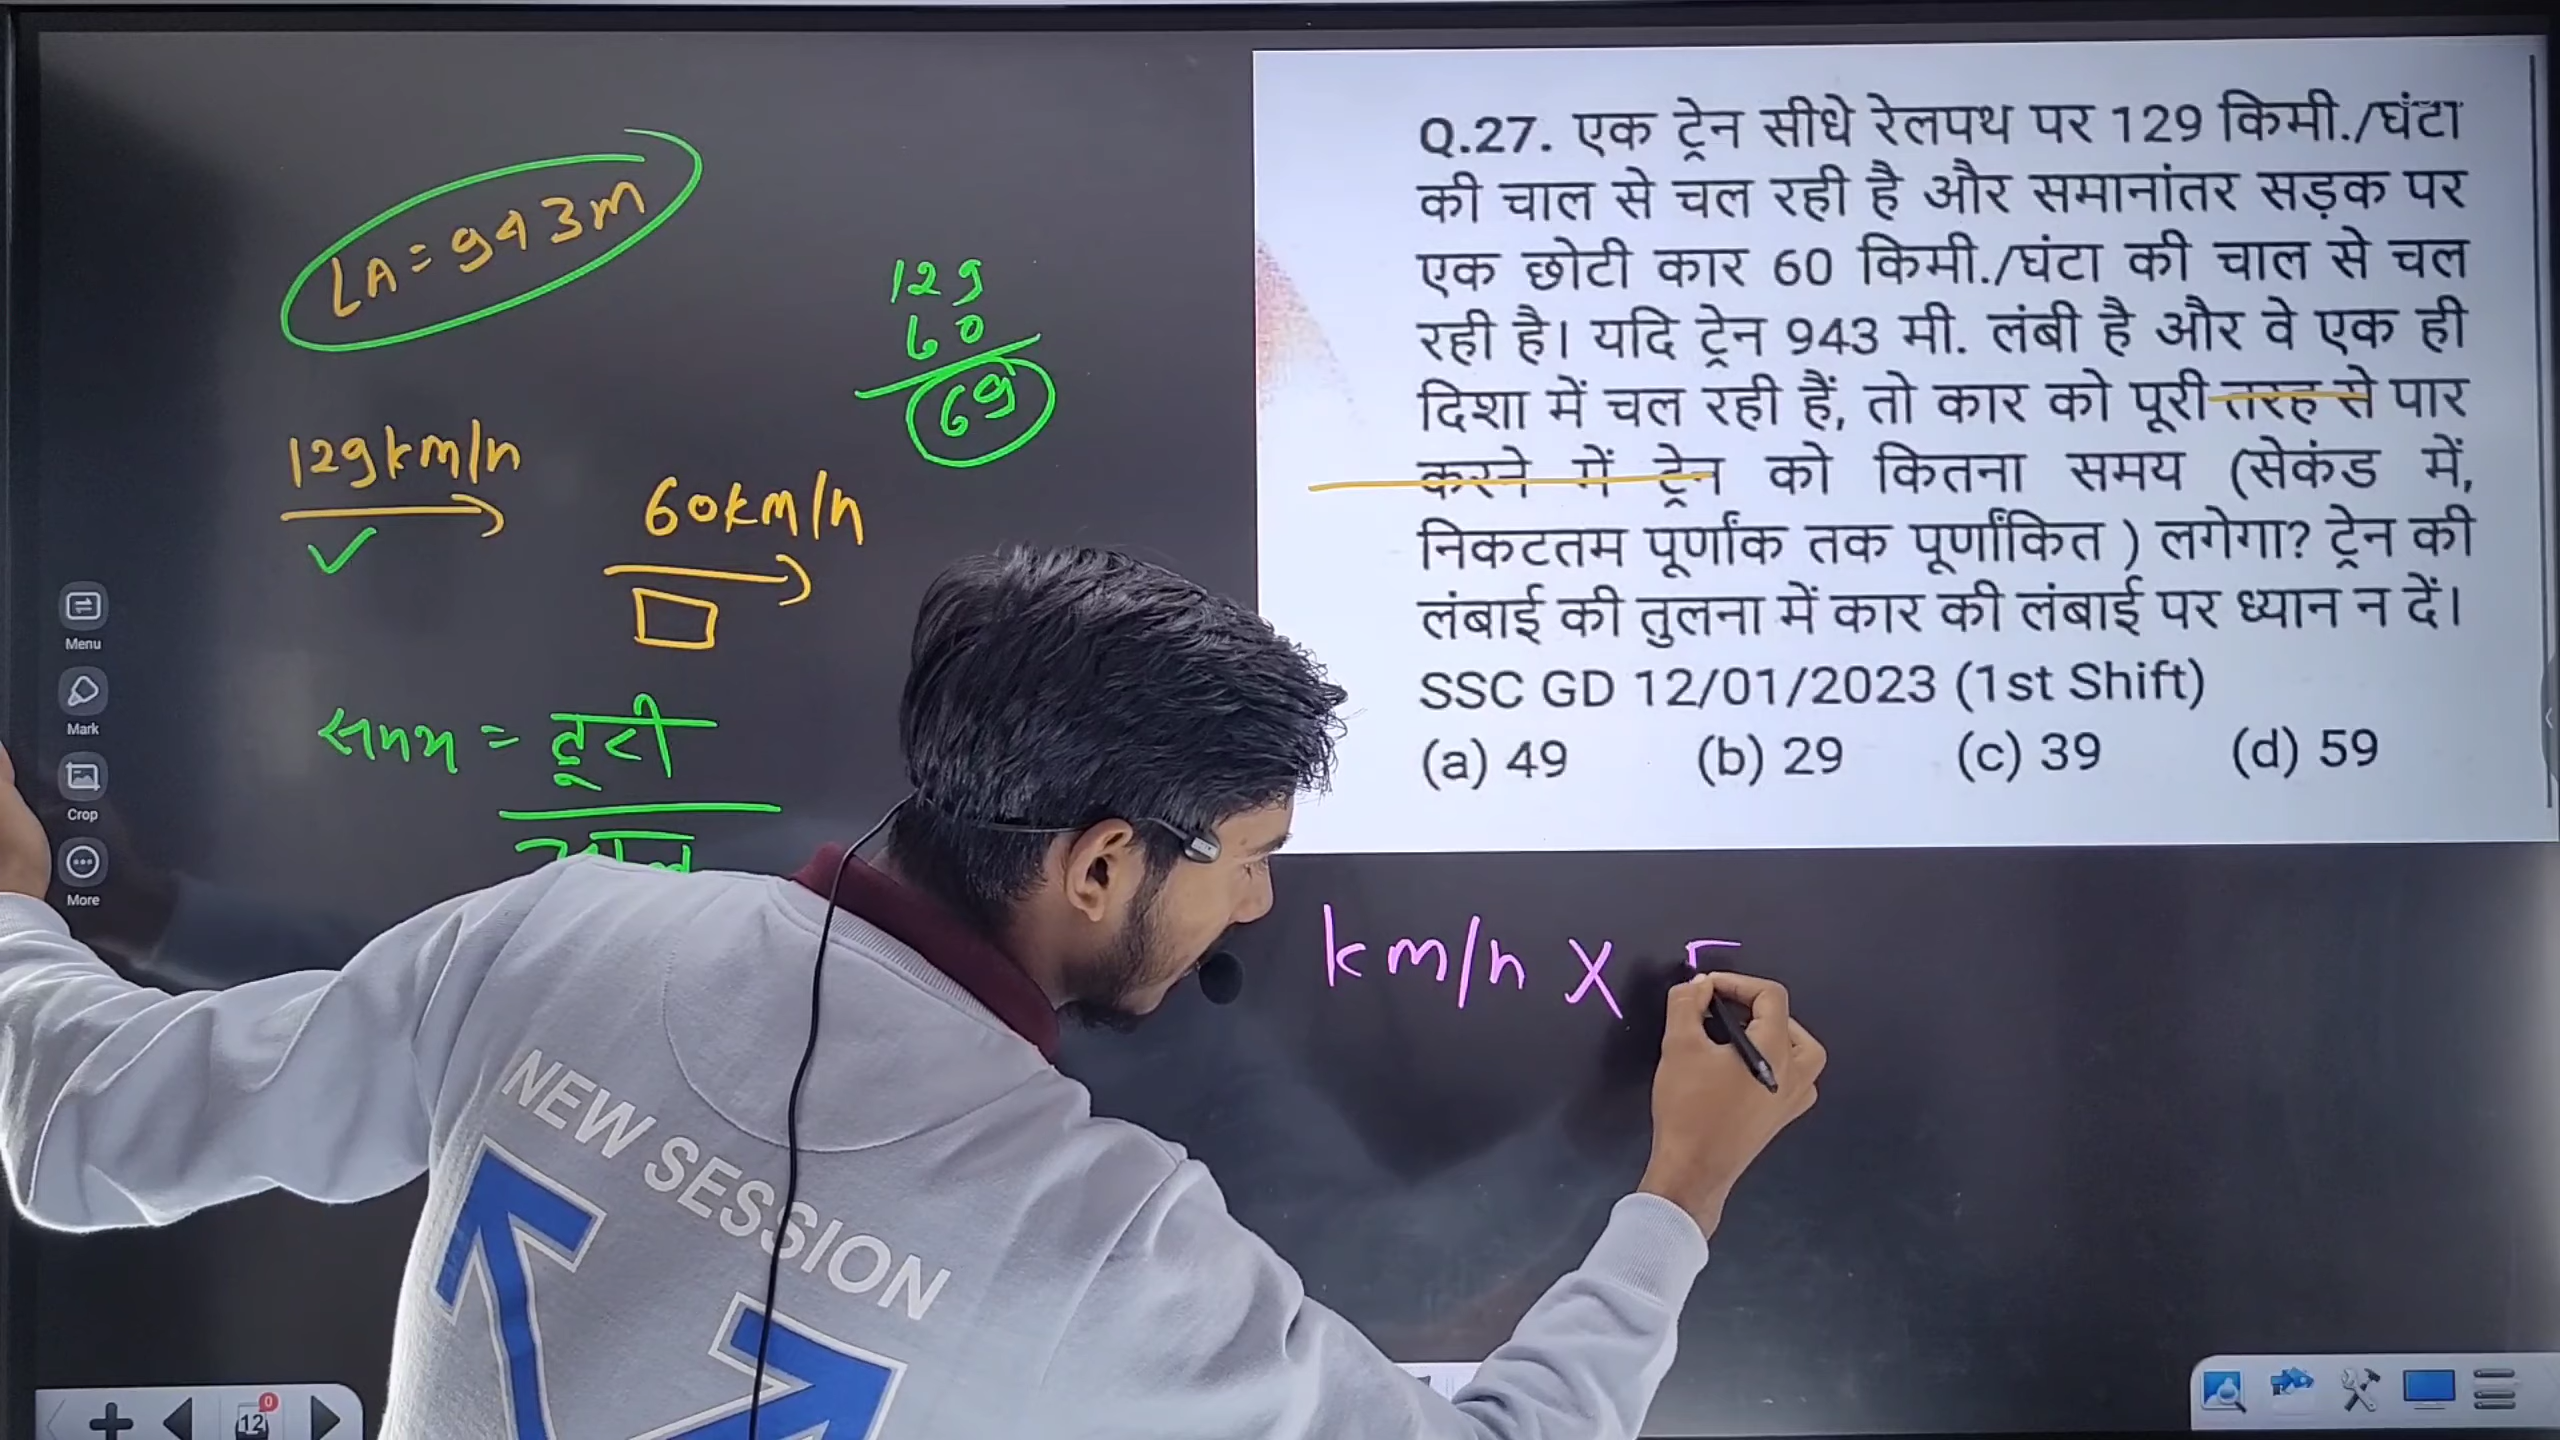 LA = 943m
129
60
69
129km/h
60km/h
समय = दूरी
चाल
Q.27. एक ट्रेन सीधे रेलपथ पर 129 किमी./घंटा
की चाल से चल रही है और समानांतर सड़क पर
एक छोटी कार 60 किमी./घंटा की चाल से चल
रही है। यदि ट्रेन 943 मी. लंबी है और वे एक ही
दिशा में चल रही हैं, तो कार को पूरी तरह से पार
करने में ट्रेन को कितना समय (सेकंड में,
निकटतम पूर्णांक तक पूर्णांकित ) लगेगा? ट्रेन की
लंबाई की तुलना में कार की लंबाई पर ध्यान न दें।
SSC GD 12/01/2023 (1st Shift)
(a) 49 (b) 29 (c) 39 (d) 59
km/h X 5
Menu
Mark
Crop
More
NEW SESSION
12
0